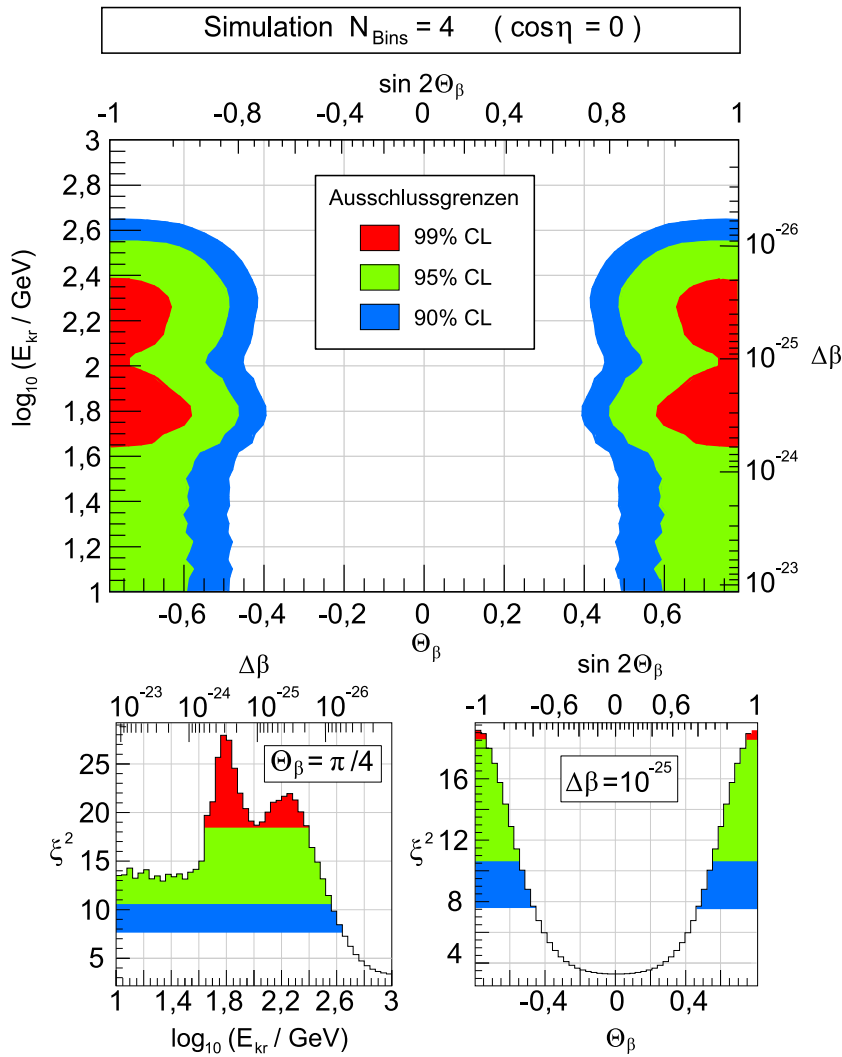 Simulation N_Bins = 4 ( cosη = 0 )
sin 2Θ_β
-1 -0,8 -0,4 0 0,4 0,8 1
3
2,8
2,6
2,4
2,2
2
1,8
1,6
1,4
1,2
1
log₁₀ (E_kr / GeV)
Ausschlussgrenzen
99% CL
95% CL
90% CL
10⁻²⁶
10⁻²⁵
10⁻²⁴
10⁻²³
Δβ
-0,6 -0,4 -0,2 0 0,2 0,4 0,6
Θ_β
Δβ
10⁻²³ 10⁻²⁴ 10⁻²⁵ 10⁻²⁶
Θ_β = π /4
25
20
15
10
5
ξ²
1 1,4 1,8 2,2 2,6 3
log₁₀ (E_kr / GeV)
sin 2Θ_β
-1 -0,6 0 0,6 1
Δβ=10⁻²⁵
16
12
8
4
ξ²
-0,4 0 0,4
Θ_β